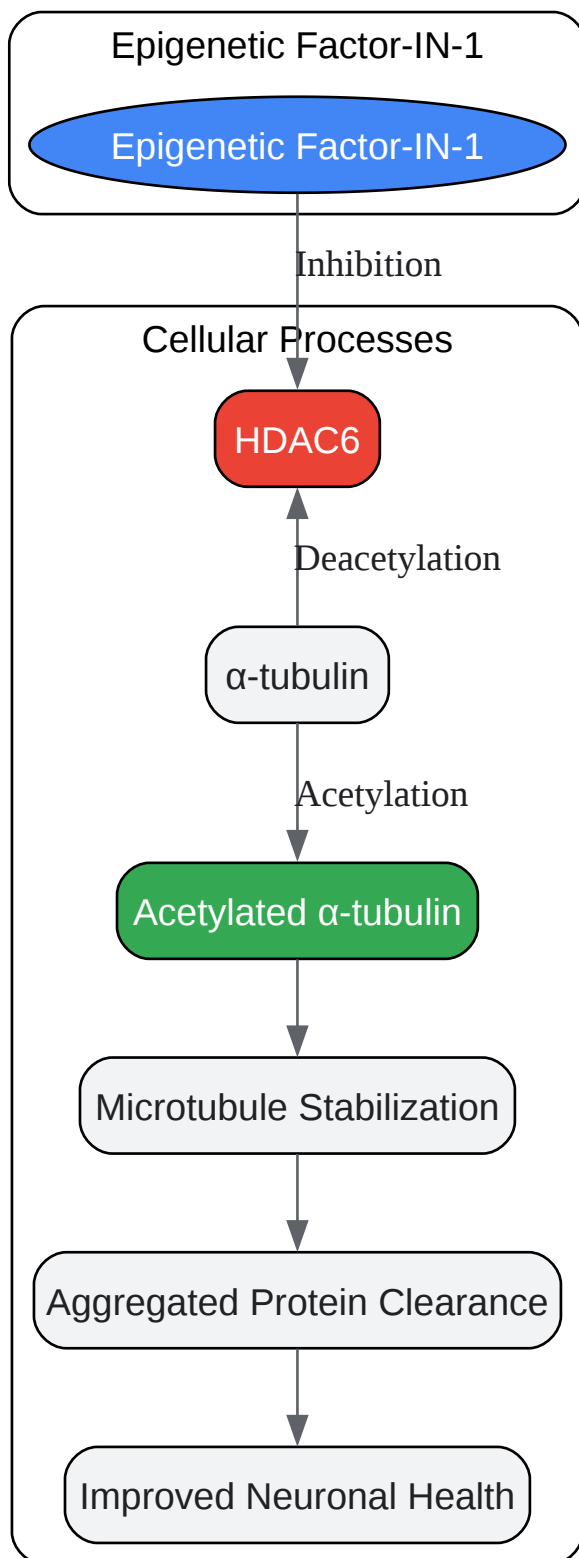 Epigenetic Factor-IN-1
Epigenetic Factor-IN-1
Inhibition
Cellular Processes
HDAC6
Deacetylation
α-tubulin
Acetylation
Acetylated α-tubulin
Microtubule Stabilization
Aggregated Protein Clearance
Improved Neuronal Health